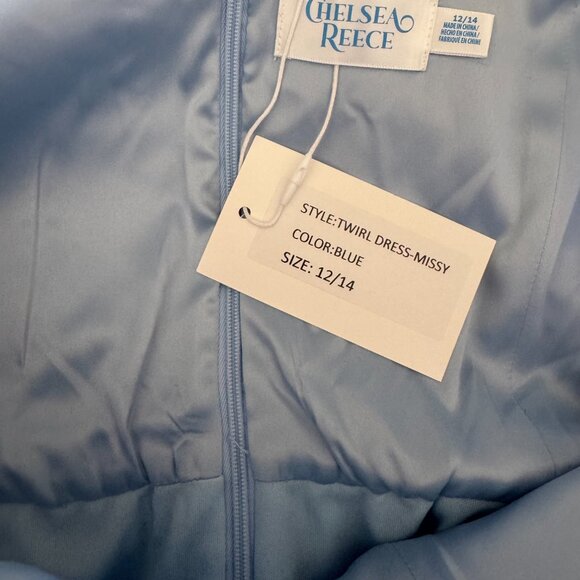 CHELSEA
REECE
12/14
MADE IN CHINA/
HECHO EN CHINA/
FABRIQUÉ EN CHINE
STYLE:TWIRL DRESS-MISSY
COLOR:BLUE
SIZE: 12/14